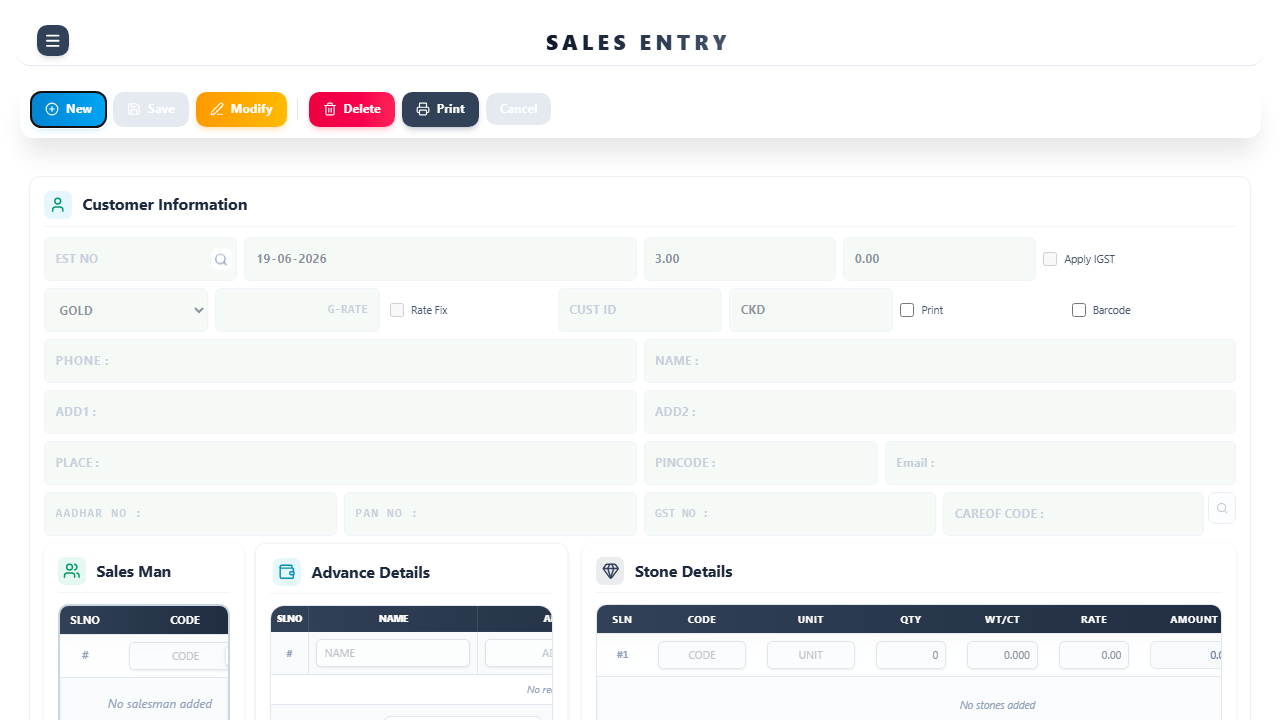 SALES ENTRY
New Save Modify Delete Print Cancel
Customer Information
EST NO 19-06-2026 3.00 0.00 Apply IGST
GOLD G-RATE Rate Fix CUST ID CKD Print Barcode
PHONE : NAME :
ADD1 : ADD2 :
PLACE : PINCODE : Email :
AADHAR NO : PAN NO : GST NO : CAREOF CODE :
Sales Man Advance Details Stone Details
SLNO CODE SLNO NAME SLN CODE UNIT QTY WT/CT RATE AMOUNT
# CODE # NAME #1 CODE UNIT 0 0.000 0.00
No salesman added No stones added